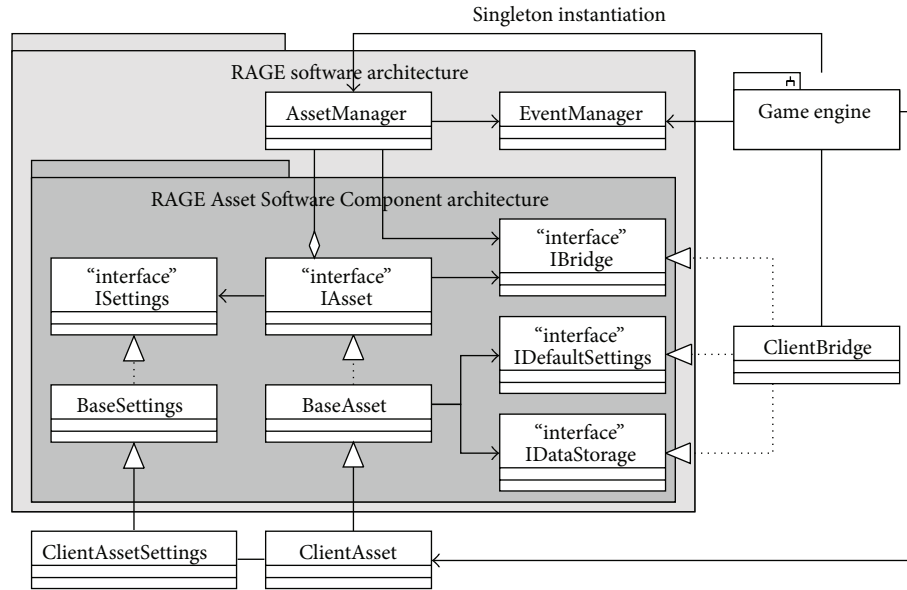 Singleton instantiation
RAGE software architecture
AssetManager
EventManager
Game engine
RAGE Asset Software Component architecture
“interface”
IBridge
“interface”
ISettings
“interface”
IAsset
“interface”
IDefaultSettings
ClientBridge
BaseSettings
BaseAsset
“interface”
IDataStorage
ClientAssetSettings
ClientAsset